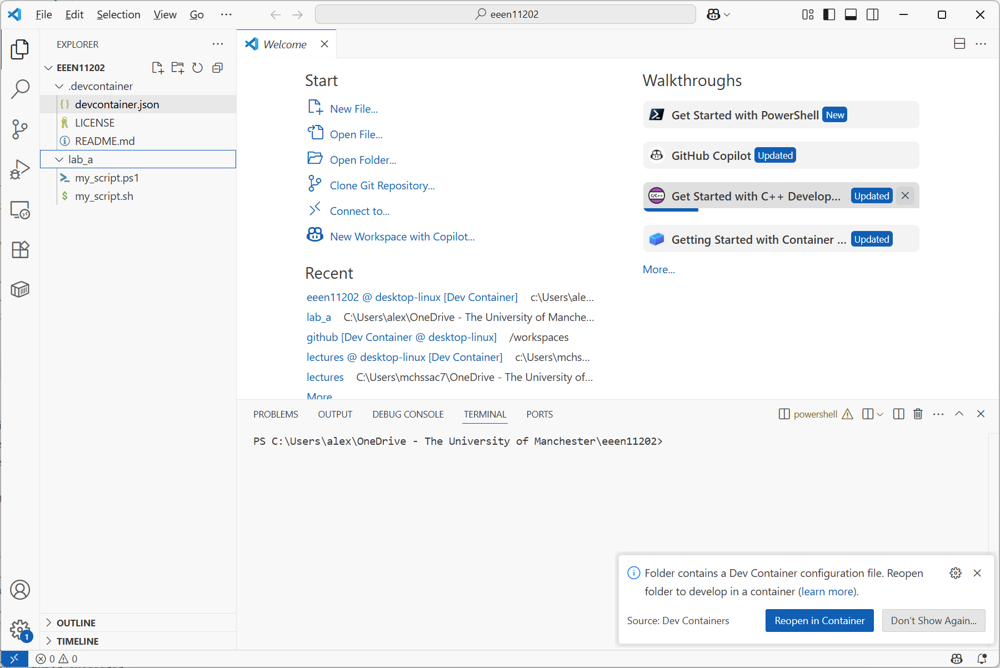 File Edit Selection View Go ··· eeen11202
EXPLORER
EEEN11202
.devcontainer
devcontainer.json
LICENSE
README.md
lab_a
my_script.ps1
my_script.sh
OUTLINE
TIMELINE
Welcome
Start
New File...
Open File...
Open Folder...
Clone Git Repository...
Connect to...
New Workspace with Copilot...
Recent
eeen11202 @ desktop-linux [Dev Container] c:\Users\ale...
lab_a C:\Users\alex\OneDrive - The University of Manche...
github [Dev Container @ desktop-linux] /workspaces
lectures @ desktop-linux [Dev Container] c:\Users\mchs...
lectures C:\Users\mchssac7\OneDrive - The University of...
More
Walkthroughs
Get Started with PowerShell New
GitHub Copilot Updated
Get Started with C++ Develop... Updated
Getting Started with Container ... Updated
More...
PROBLEMS OUTPUT DEBUG CONSOLE TERMINAL PORTS powershell
PS C:\Users\alex\OneDrive - The University of Manchester\eeen11202>
Folder contains a Dev Container configuration file. Reopen
folder to develop in a container (learn more).
Source: Dev Containers Reopen in Container Don't Show Again...
1
0 0